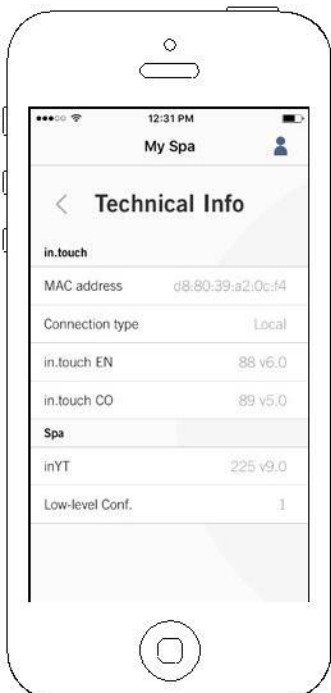 12:31 PM
My Spa
Technical Info
in.touch
MAC address d8:80:39:a2:0c:f4
Connection type Local
in.touch EN 88 v6.0
in.touch CO 89 v5.0
Spa
inYT 225 v9.0
Low-level Conf. 1